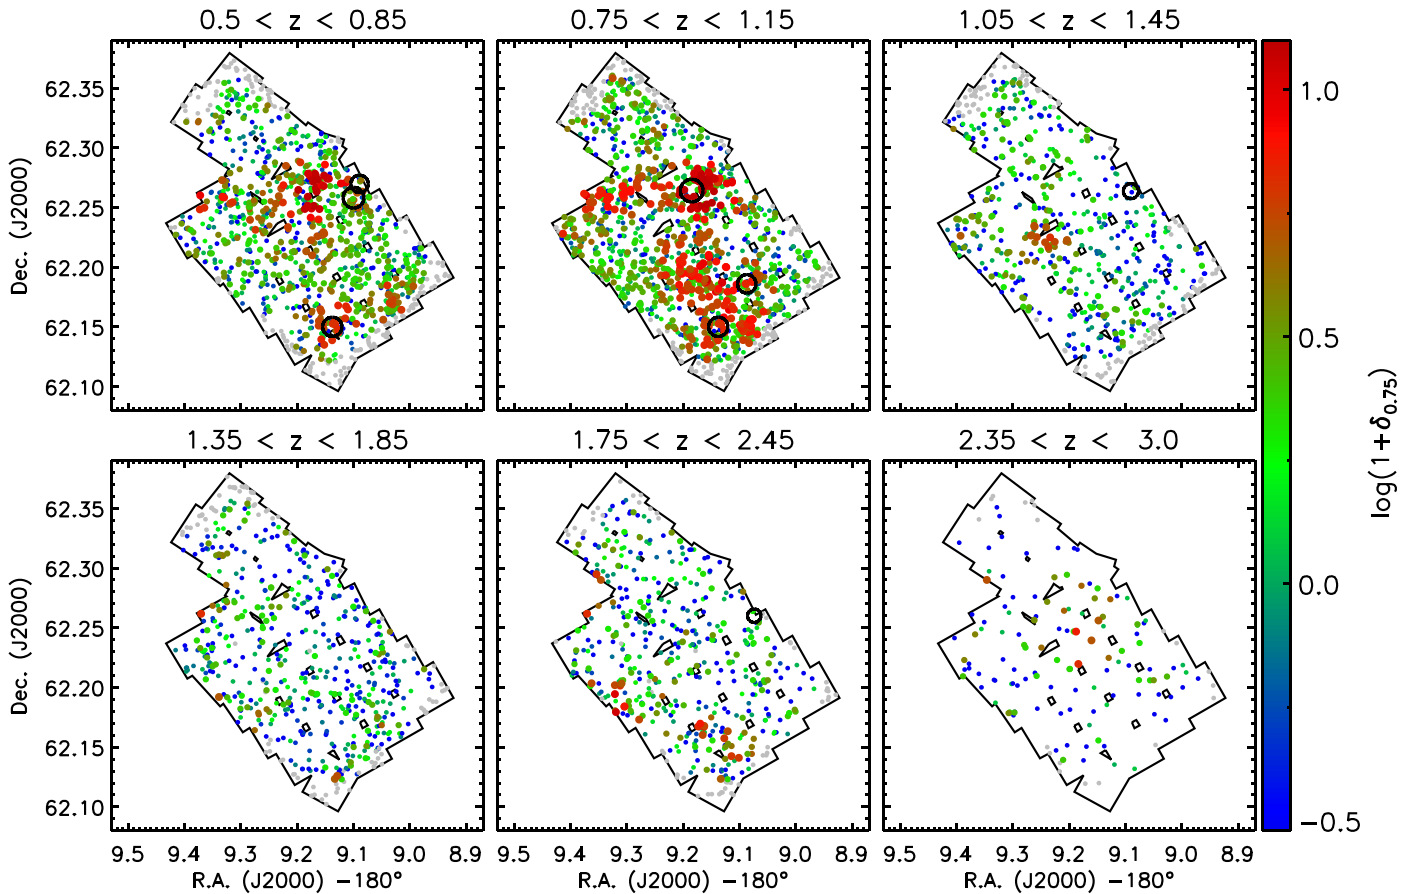 0.5 < z < 0.85
0.75 < z < 1.15
1.05 < z < 1.45
62.35
62.30
62.25
62.20
62.15
62.10
Dec. (J2000)
1.0
0.5
0.0
−0.5
log(1+δ0.75)
1.35 < z < 1.85
1.75 < z < 2.45
2.35 < z < 3.0
62.35
62.30
62.25
62.20
62.15
62.10
Dec. (J2000)
9.5 9.4 9.3 9.2 9.1 9.0 8.9
9.5 9.4 9.3 9.2 9.1 9.0 8.9
9.5 9.4 9.3 9.2 9.1 9.0 8.9
R.A. (J2000) −180°
R.A. (J2000) −180°
R.A. (J2000) −180°